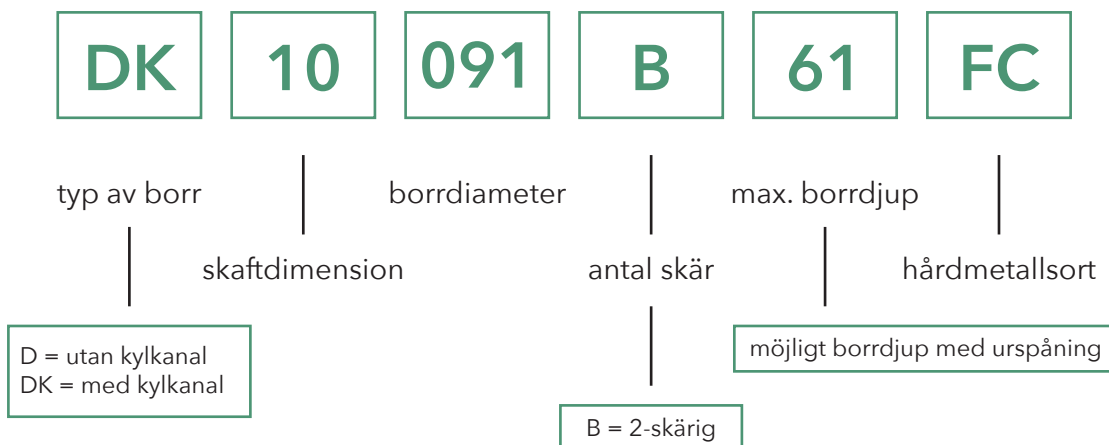 DK 10 091 B 61 FC
typ av borr borrdiameter max. borrdjup
skaftdimension antal skär hårdmetallsort
D = utan kylkanal
DK = med kylkanal
möjligt borrdjup med urspåning
B = 2-skärig